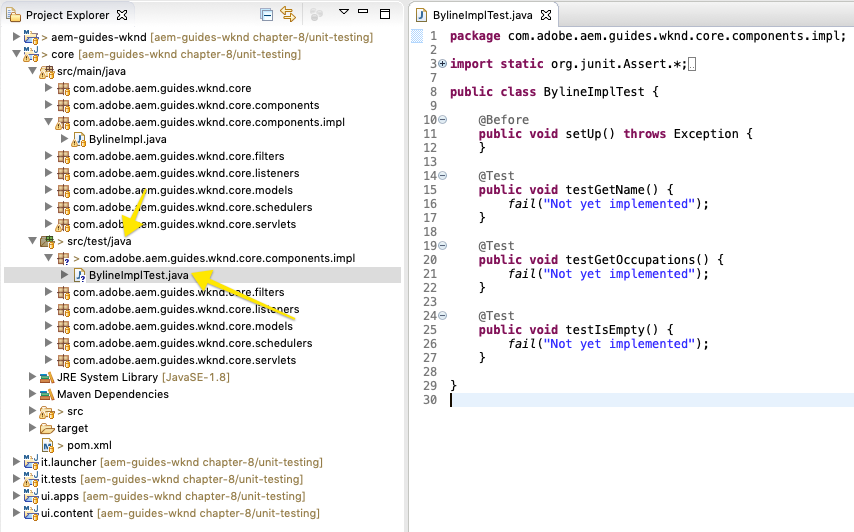 Project Explorer
> aem-guides-wknd [aem-guides-wknd chapter-8/unit-testing]
> core [aem-guides-wknd chapter-8/unit-testing]
src/main/java
com.adobe.aem.guides.wknd.core
com.adobe.aem.guides.wknd.core.components
com.adobe.aem.guides.wknd.core.components.impl
BylineImpl.java
com.adobe.aem.guides.wknd.core.filters
com.adobe.aem.guides.wknd.core.listeners
com.adobe.aem.guides.wknd.core.models
com.adobe.aem.guides.wknd.core.schedulers
com.adobe.aem.guides.wknd.core.servlets
> src/test/java
> com.adobe.aem.guides.wknd.core.components.impl
BylineImplTest.java
com.adobe.aem.guides.wknd.core.filters
com.adobe.aem.guides.wknd.core.listeners
com.adobe.aem.guides.wknd.core.models
com.adobe.aem.guides.wknd.core.schedulers
com.adobe.aem.guides.wknd.core.servlets
JRE System Library [JavaSE-1.8]
Maven Dependencies
> src
target
> pom.xml
it.launcher [aem-guides-wknd chapter-8/unit-testing]
it.tests [aem-guides-wknd chapter-8/unit-testing]
ui.apps [aem-guides-wknd chapter-8/unit-testing]
ui.content [aem-guides-wknd chapter-8/unit-testing]
BylineImplTest.java
1 package com.adobe.aem.guides.wknd.core.components.impl;
2
3 import static org.junit.Assert.*;
7
8 public class BylineImplTest {
9
10 @Before
11 public void setUp() throws Exception {
12 }
13
14 @Test
15 public void testGetName() {
16 fail("Not yet implemented");
17 }
18
19 @Test
20 public void testGetOccupations() {
21 fail("Not yet implemented");
22 }
23
24 @Test
25 public void testIsEmpty() {
26 fail("Not yet implemented");
27 }
28
29 }
30